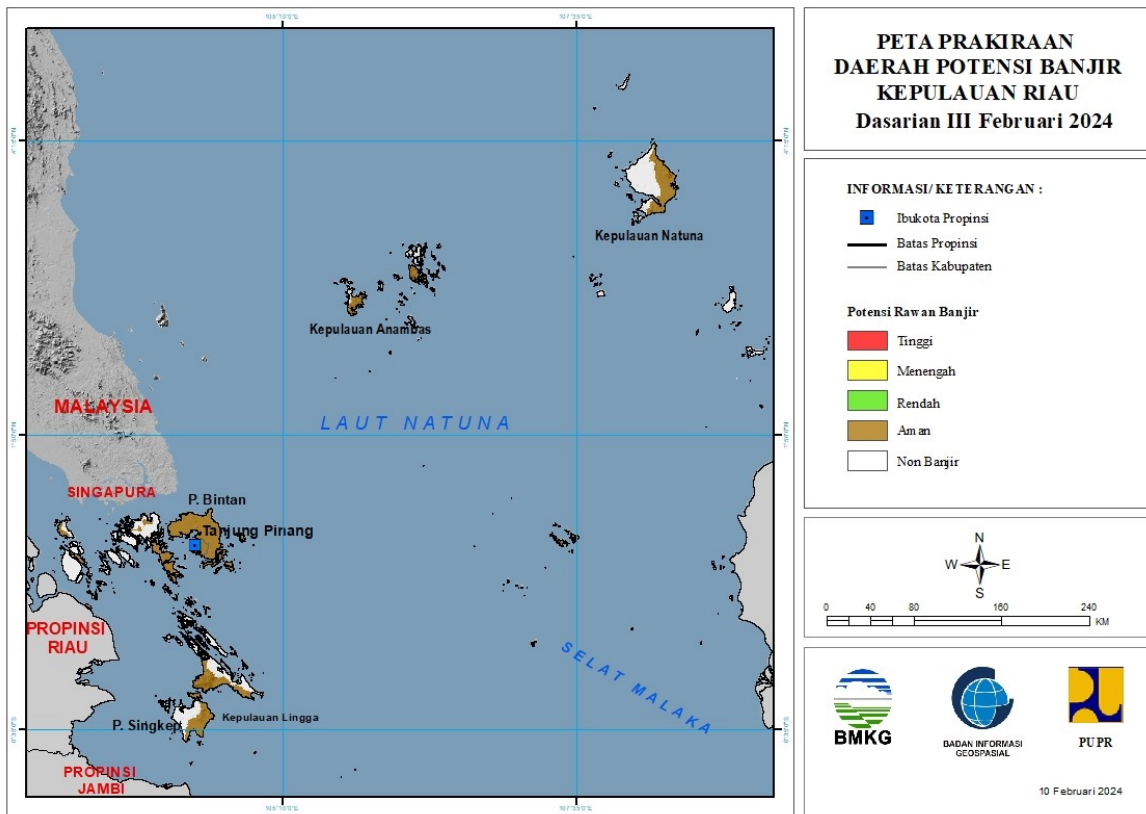 PETA PRAKIRAAN
DAERAH POTENSI BANJIR
KEPULAUAN RIAU
Dasarian III Februari 2024
INFORMASI/KETERANGAN :
Ibukota Propinsi
Batas Propinsi
Batas Kabupaten
Potensi Rawan Banjir
Tinggi
Menengah
Rendah
Aman
Non Banjir
N
W E
S
0 40 80 160 240
KM
BMKG
BADAN INFORMASI
GEOSPASIAL
PUPR
10 Februari 2024
Kepulauan Natuna
Kepulauan Anambas
MALAYSIA
LAUT NATUNA
SINGAPURA
P. Bintan
Tanjung Pinang
PROPINSI
RIAU
SELAT MALAKA
Kepulauan Lingga
P. Singkep
PROPINSI
JAMBI